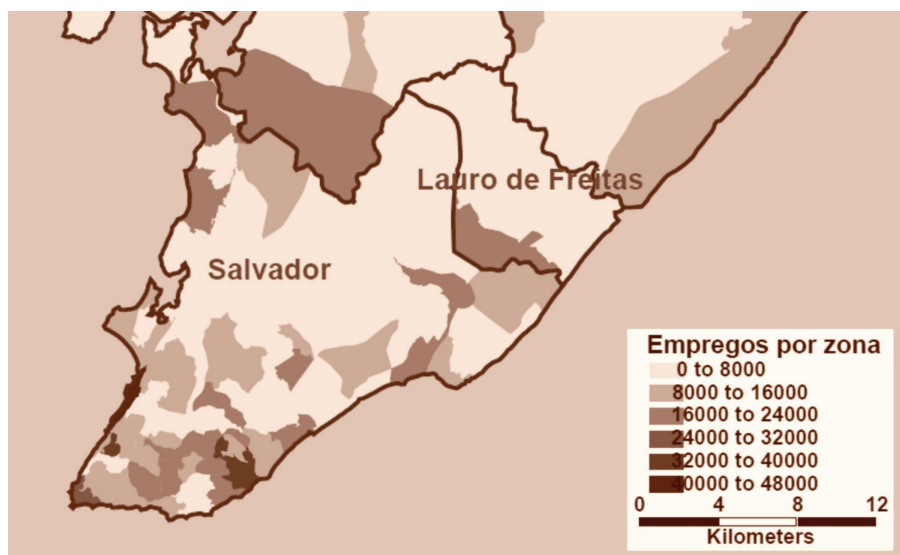 Lauro de Freitas
Salvador
Empregos por zona
0 to 8000
8000 to 16000
16000 to 24000
24000 to 32000
32000 to 40000
40000 to 48000
0 4 8 12
Kilometers